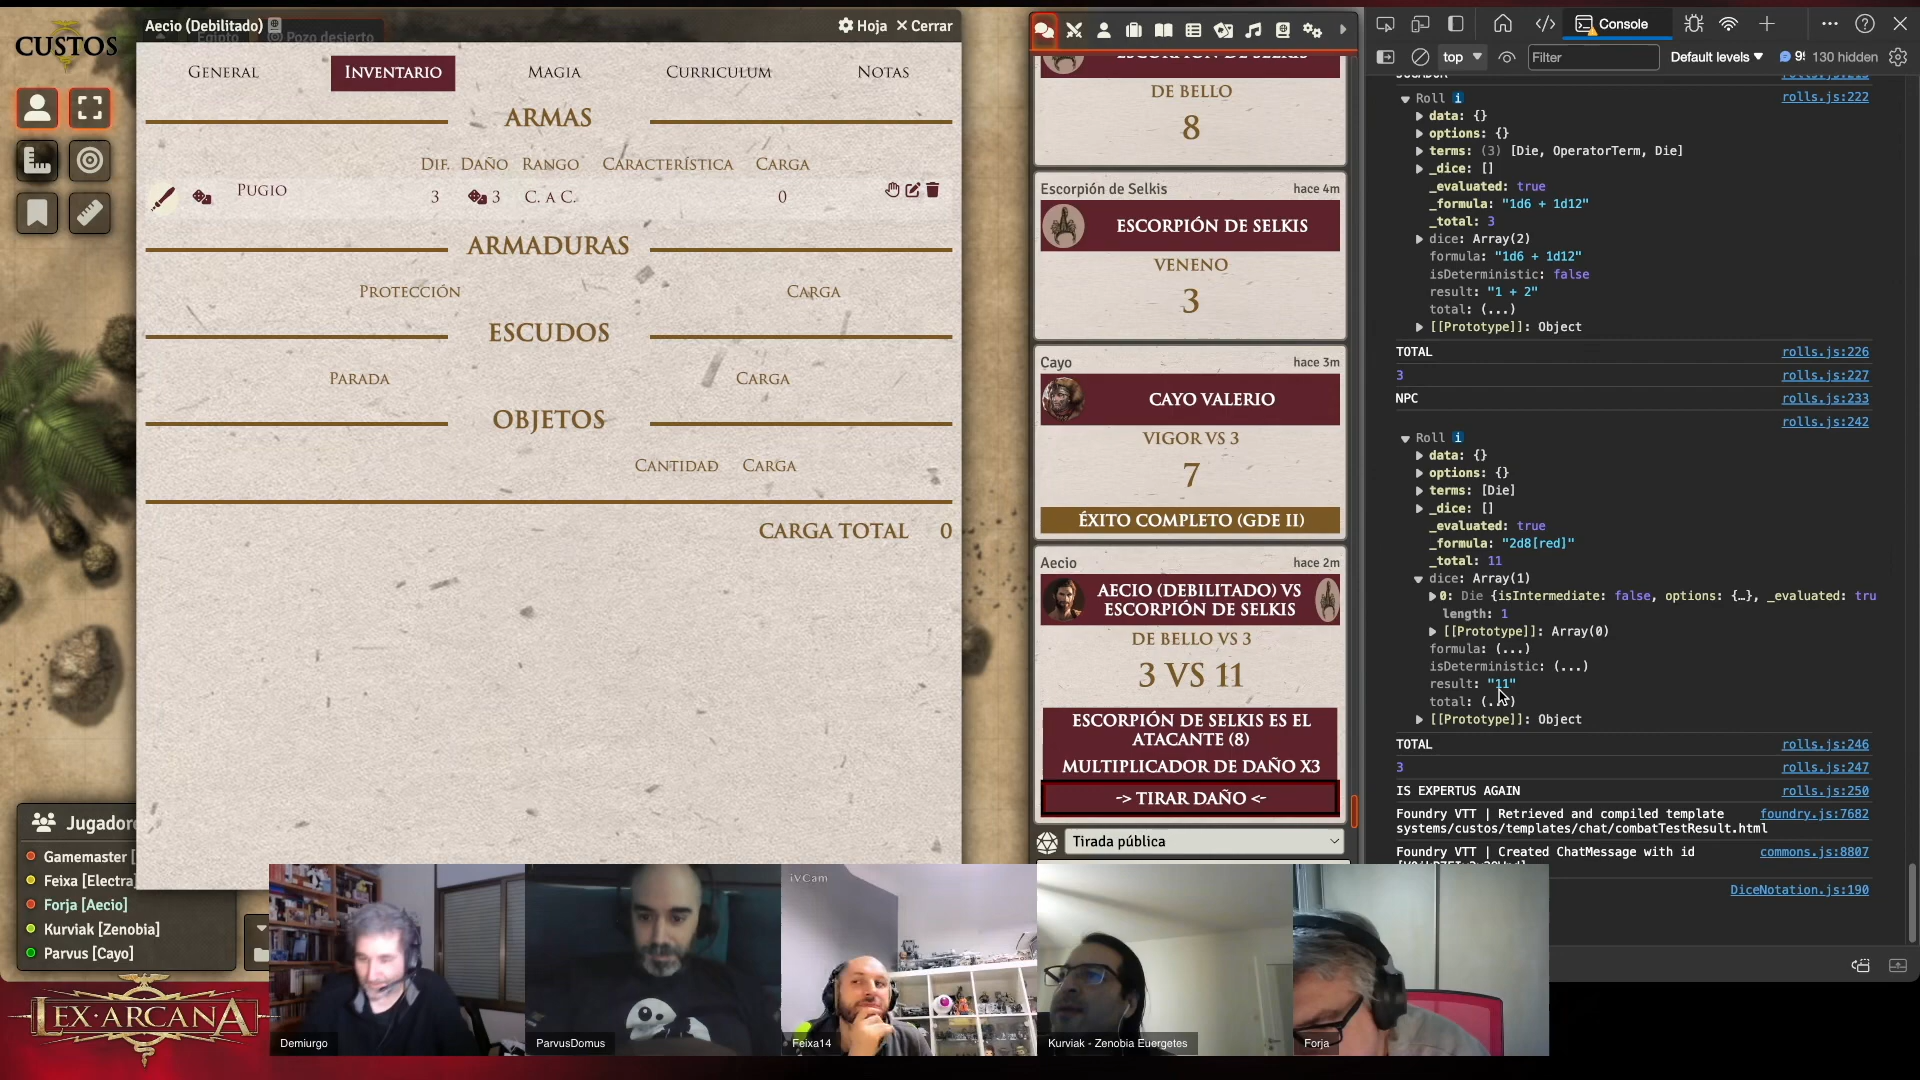 CUSTOS
Aecio (Debilitado)
Hoja
Cerrar
Egipto
Pozo desierto
GENERAL
INVENTARIO
MAGIA
CURRICULUM
NOTAS
ARMAS
DIF.
DAÑO
RANGO
CARACTERÍSTICA
CARGA
PUGIO
3
3
C. A C.
0
ARMADURAS
PROTECCIÓN
CARGA
ESCUDOS
PARADA
CARGA
OBJETOS
CANTIDAD
CARGA
CARGA TOTAL 0
Gamemaster [
Feixa [Electra]
Forja [Aecio]
Kurviak [Zenobia]
Parvus [Cayo]
LEX·ARCANA
ESCORPIÓN DE SELKIS
DE BELLO
8
Escorpión de Selkis
hace 4m
ESCORPIÓN DE SELKIS
VENENO
3
Cayo
hace 3m
CAYO VALERIO
VIGOR VS 3
7
ÉXITO COMPLETO (GDE II)
Aecio
hace 2m
AECIO (DEBILITADO) VS
ESCORPIÓN DE SELKIS
DE BELLO VS 3
3 VS 11
ESCORPIÓN DE SELKIS ES EL
ATACANTE (8)
MULTIPLICADOR DE DAÑO X3
-> TIRAR DAÑO <-
Tirada pública
Console
top
Filter
Default levels
130 hidden
Roll i
rolls.js:222
data: {}
options: {}
terms: (3) [Die, OperatorTerm, Die]
_dice: []
_evaluated: true
_formula: "1d6 + 1d12"
_total: 3
dice: Array(2)
formula: "1d6 + 1d12"
isDeterministic: false
result: "1 + 2"
total: (...)
[[Prototype]]: Object
TOTAL
rolls.js:226
3
rolls.js:227
NPC
rolls.js:233
rolls.js:242
Roll i
data: {}
options: {}
terms: [Die]
_dice: []
_evaluated: true
_formula: "2d8[red]"
_total: 11
dice: Array(1)
0: Die {isIntermediate: false, options: {…}, _evaluated: tru
length: 1
[[Prototype]]: Array(0)
formula: (...)
isDeterministic: (...)
result: "11"
total: (...)
[[Prototype]]: Object
TOTAL
rolls.js:246
3
rolls.js:247
IS EXPERTUS AGAIN
rolls.js:250
Foundry VTT | Retrieved and compiled template
foundry.js:7682
systems/custos/templates/chat/combatTestResult.html
Foundry VTT | Created ChatMessage with id
commons.js:8807
DiceNotation.js:190
iVCam
Demiurgo
ParvusDomus
Feixa14
Kurviak - Zenobia Euergetes
Forja